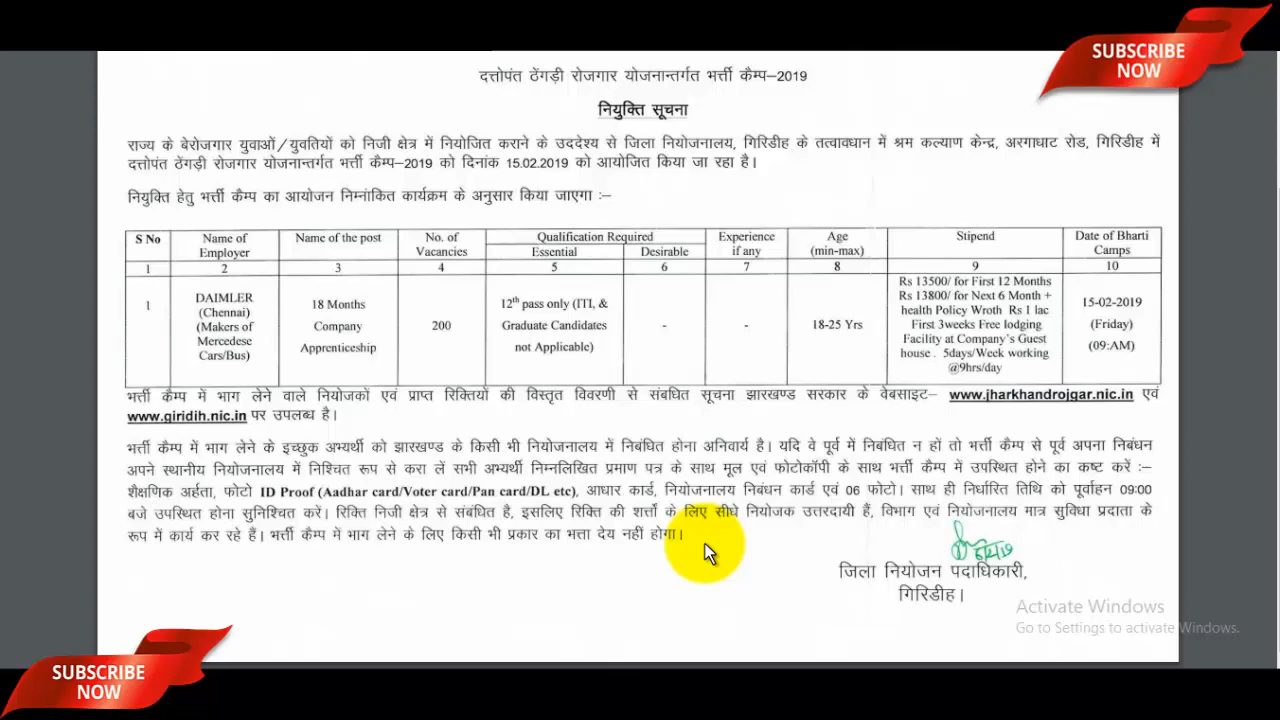 SUBSCRIBE
NOW
दत्तोपंत ठेंगड़ी रोजगार योजनान्तर्गत भर्त्ती कैम्प–2019
नियुक्ति सूचना
राज्य के बेरोजगार युवाओं/युवतियों को निजी क्षेत्र में नियोजित कराने के उददेश्य से जिला नियोजनालय, गिरिडीह के तत्वावधान में श्रम कल्याण केन्द्र, अरगाघाट रोड, गिरिडीह में
दत्तोपंत ठेंगड़ी रोजगार योजनान्तर्गत भर्त्ती कैम्प–2019 को दिनांक 15.02.2019 को आयोजित किया जा रहा है।
नियुक्ति हेतु भर्त्ती कैम्प का आयोजन निम्नांकित कार्यक्रम के अनुसार किया जाएगा :–
S No Name of Name of the post No. of Qualification Required Experience Age Stipend Date of Bharti
Employer Vacancies Essential Desirable if any (min-max) Camps
1 2 3 4 5 6 7 8 9 10
1 DAIMLER (Chennai) (Makers of Mercedese Cars/Bus) 18 Months Company Apprenticeship 200 12th pass only (ITI, & Graduate Candidates not Applicable) - - 18-25 Yrs Rs 13500/ for First 12 Months Rs 13800/ for Next 6 Month + health Policy Wroth Rs 1 lac First 3weeks Free lodging Facility at Company's Guest house . 5days/Week working @9hrs/day 15-02-2019 (Friday) (09:AM)
भर्त्ती कैम्प में भाग लेने वाले नियोजकों एवं प्राप्त रिक्तियों की विस्तृत विवरणी से संबधित सूचना झारखण्ड सरकार के वेबसाइट– www.jharkhandrojgar.nic.in एवं
www.giridih.nic.in पर उपलब्ध है।
भर्त्ती कैम्प में भाग लेने के इच्छुक अभ्यर्थी को झारखण्ड के किसी भी नियोजनालय में निबंधित होना अनिवार्य है। यदि वे पूर्व में निबंधित न हों तो भर्त्ती कैम्प से पूर्व अपना निबंधन
अपने स्थानीय नियोजनालय में निश्चित रूप से करा लें सभी अभ्यर्थी निम्नलिखित प्रमाण पत्र के साथ मूल एवं फोटोकॉपी के साथ भर्त्ती कैम्प में उपस्थित होने का कष्ट करें :–
शैक्षणिक अर्हता, फोटो ID Proof (Aadhar card/Voter card/Pan card/DL etc), आधार कार्ड, नियोजनालय निबंधन कार्ड एवं 06 फोटो। साथ ही निर्धारित तिथि को पूर्वाहन 09:00
बजे उपस्थित होना सुनिश्चित करें। रिक्ति निजी क्षेत्र से संबधित है, इसलिए रिक्ति की शर्त्तो के लिए सीधे नियोजक उत्तरदायी हैं, विभाग एवं नियोजनालय मात्र सुविधा प्रदाता के
रूप में कार्य कर रहे हैं। भर्त्ती कैम्प में भाग लेने के लिए किसी भी प्रकार का भत्ता देय नहीं होगा।
जिला नियोजन पदाधिकारी,
गिरिडीह।
Activate Windows
Go to Settings to activate Windows.
SUBSCRIBE
NOW